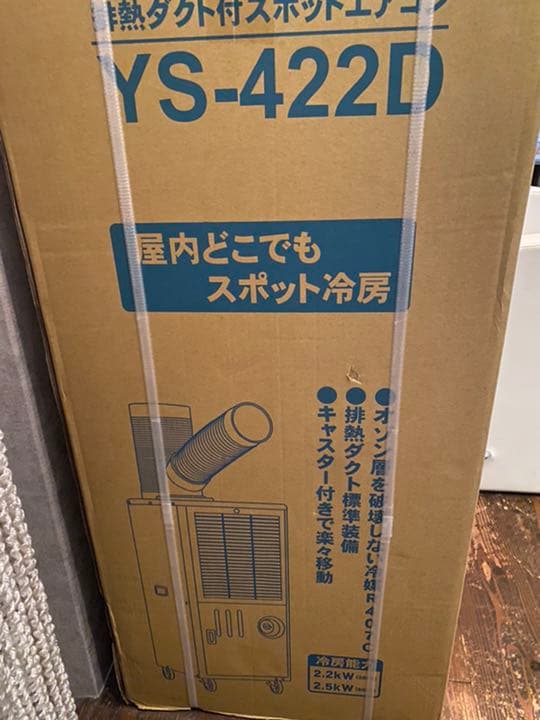 排熱ダクト付スポットエアコン
YS-422D
屋内どこでも
スポット冷房
●オゾン層を破壊しない冷媒R407C
●排熱ダクト標準装備
●キャスター付きで楽々移動
冷房能力
2.2kW
2.5kW